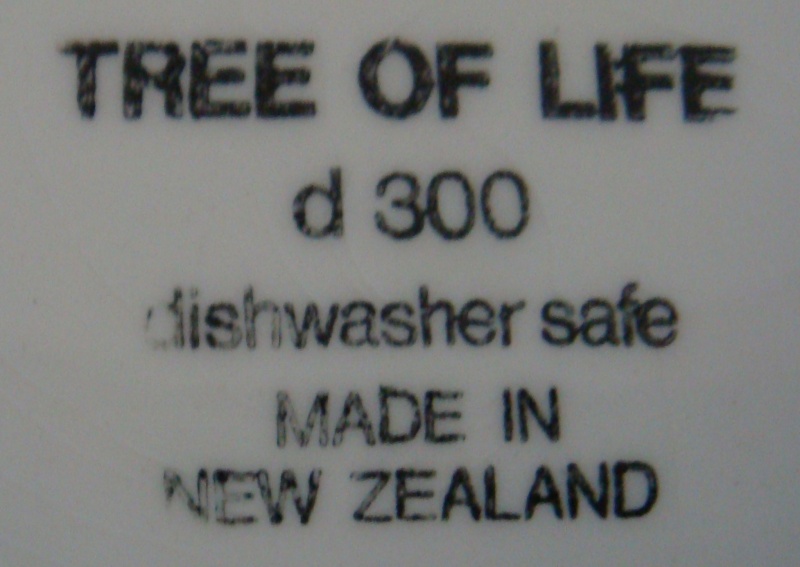 TREE OF LIFE
d 300
dishwasher safe
MADE IN
NEW ZEALAND